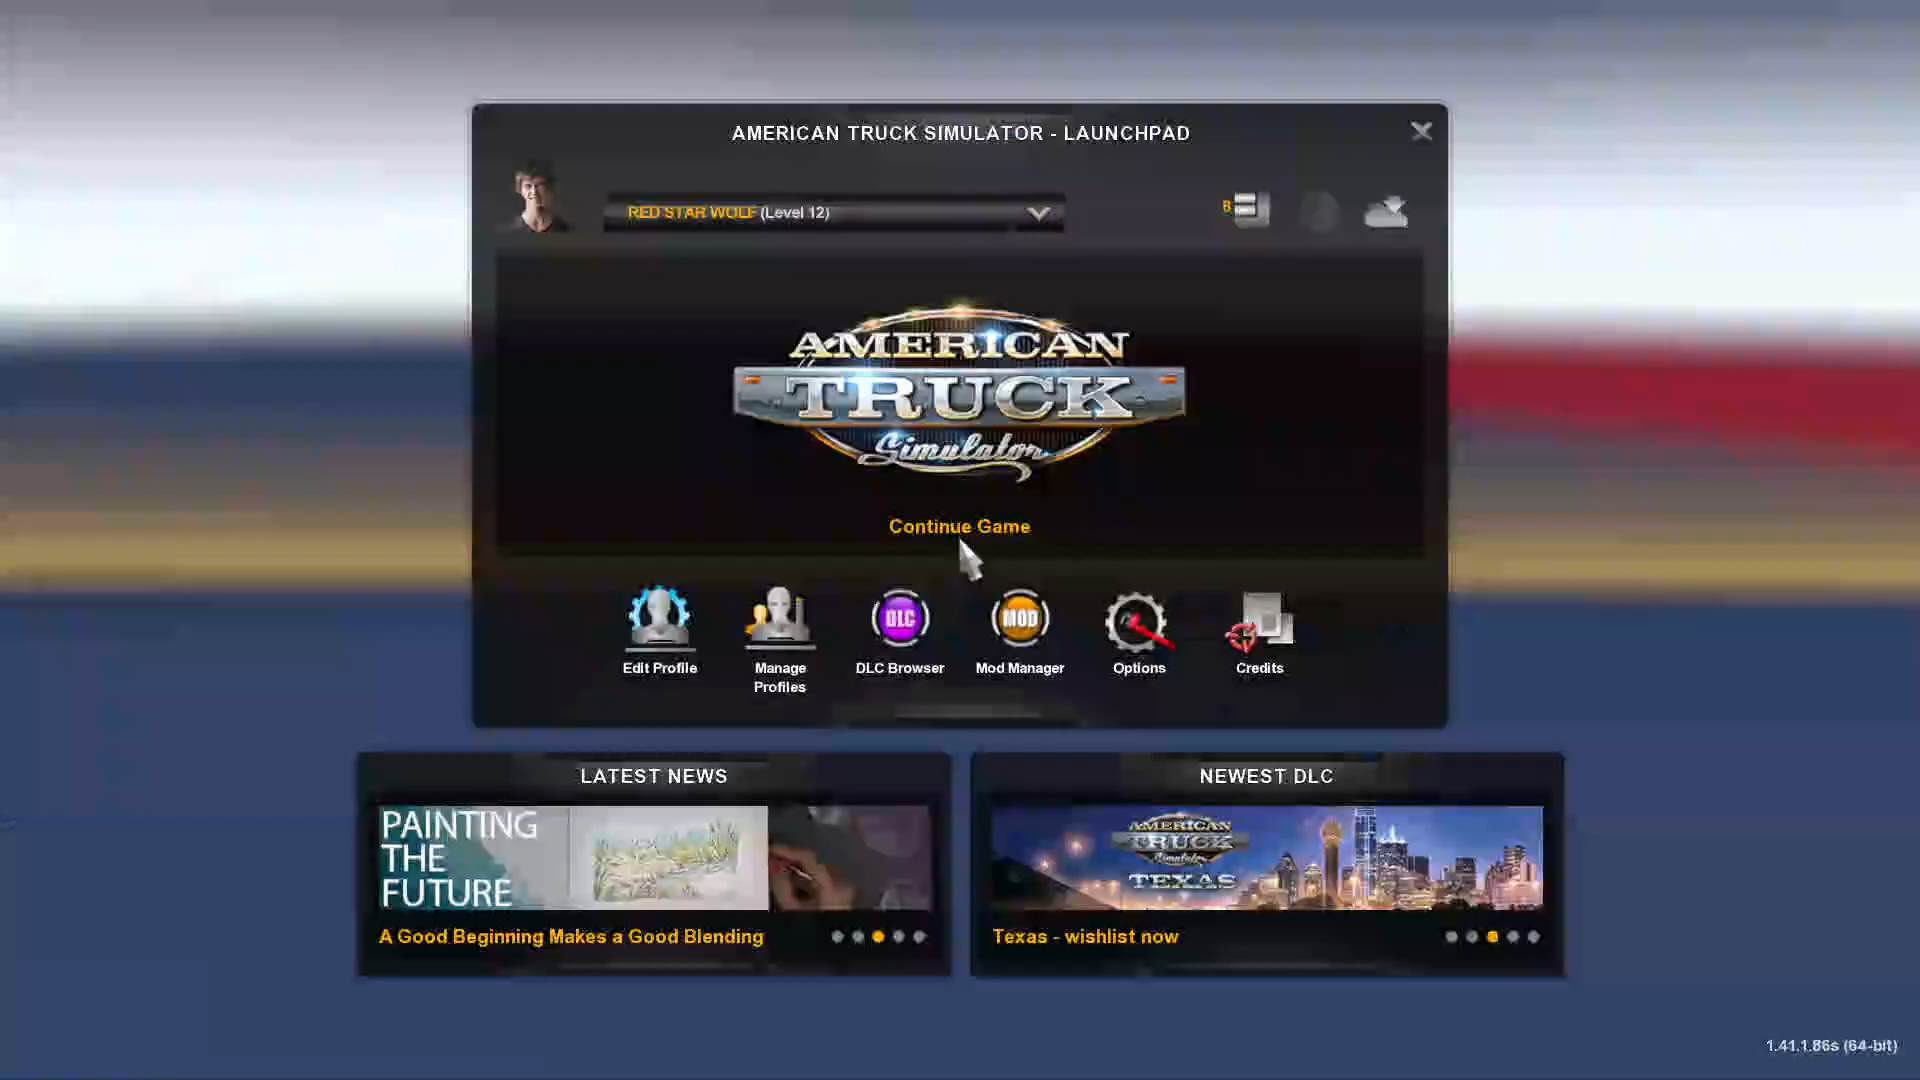 AMERICAN TRUCK SIMULATOR - LAUNCHPAD
RED STAR WOLF (Level 12)
8
AMERICAN
TRUCK
Simulator
Continue Game
Edit Profile
Manage
Profiles
DLC
DLC Browser
MOD
Mod Manager
Options
Credits
LATEST NEWS
PAINTING
THE
FUTURE
A Good Beginning Makes a Good Blending
NEWEST DLC
AMERICAN
TRUCK
Simulator
TEXAS
Texas - wishlist now
1.41.1.86s (64-bit)